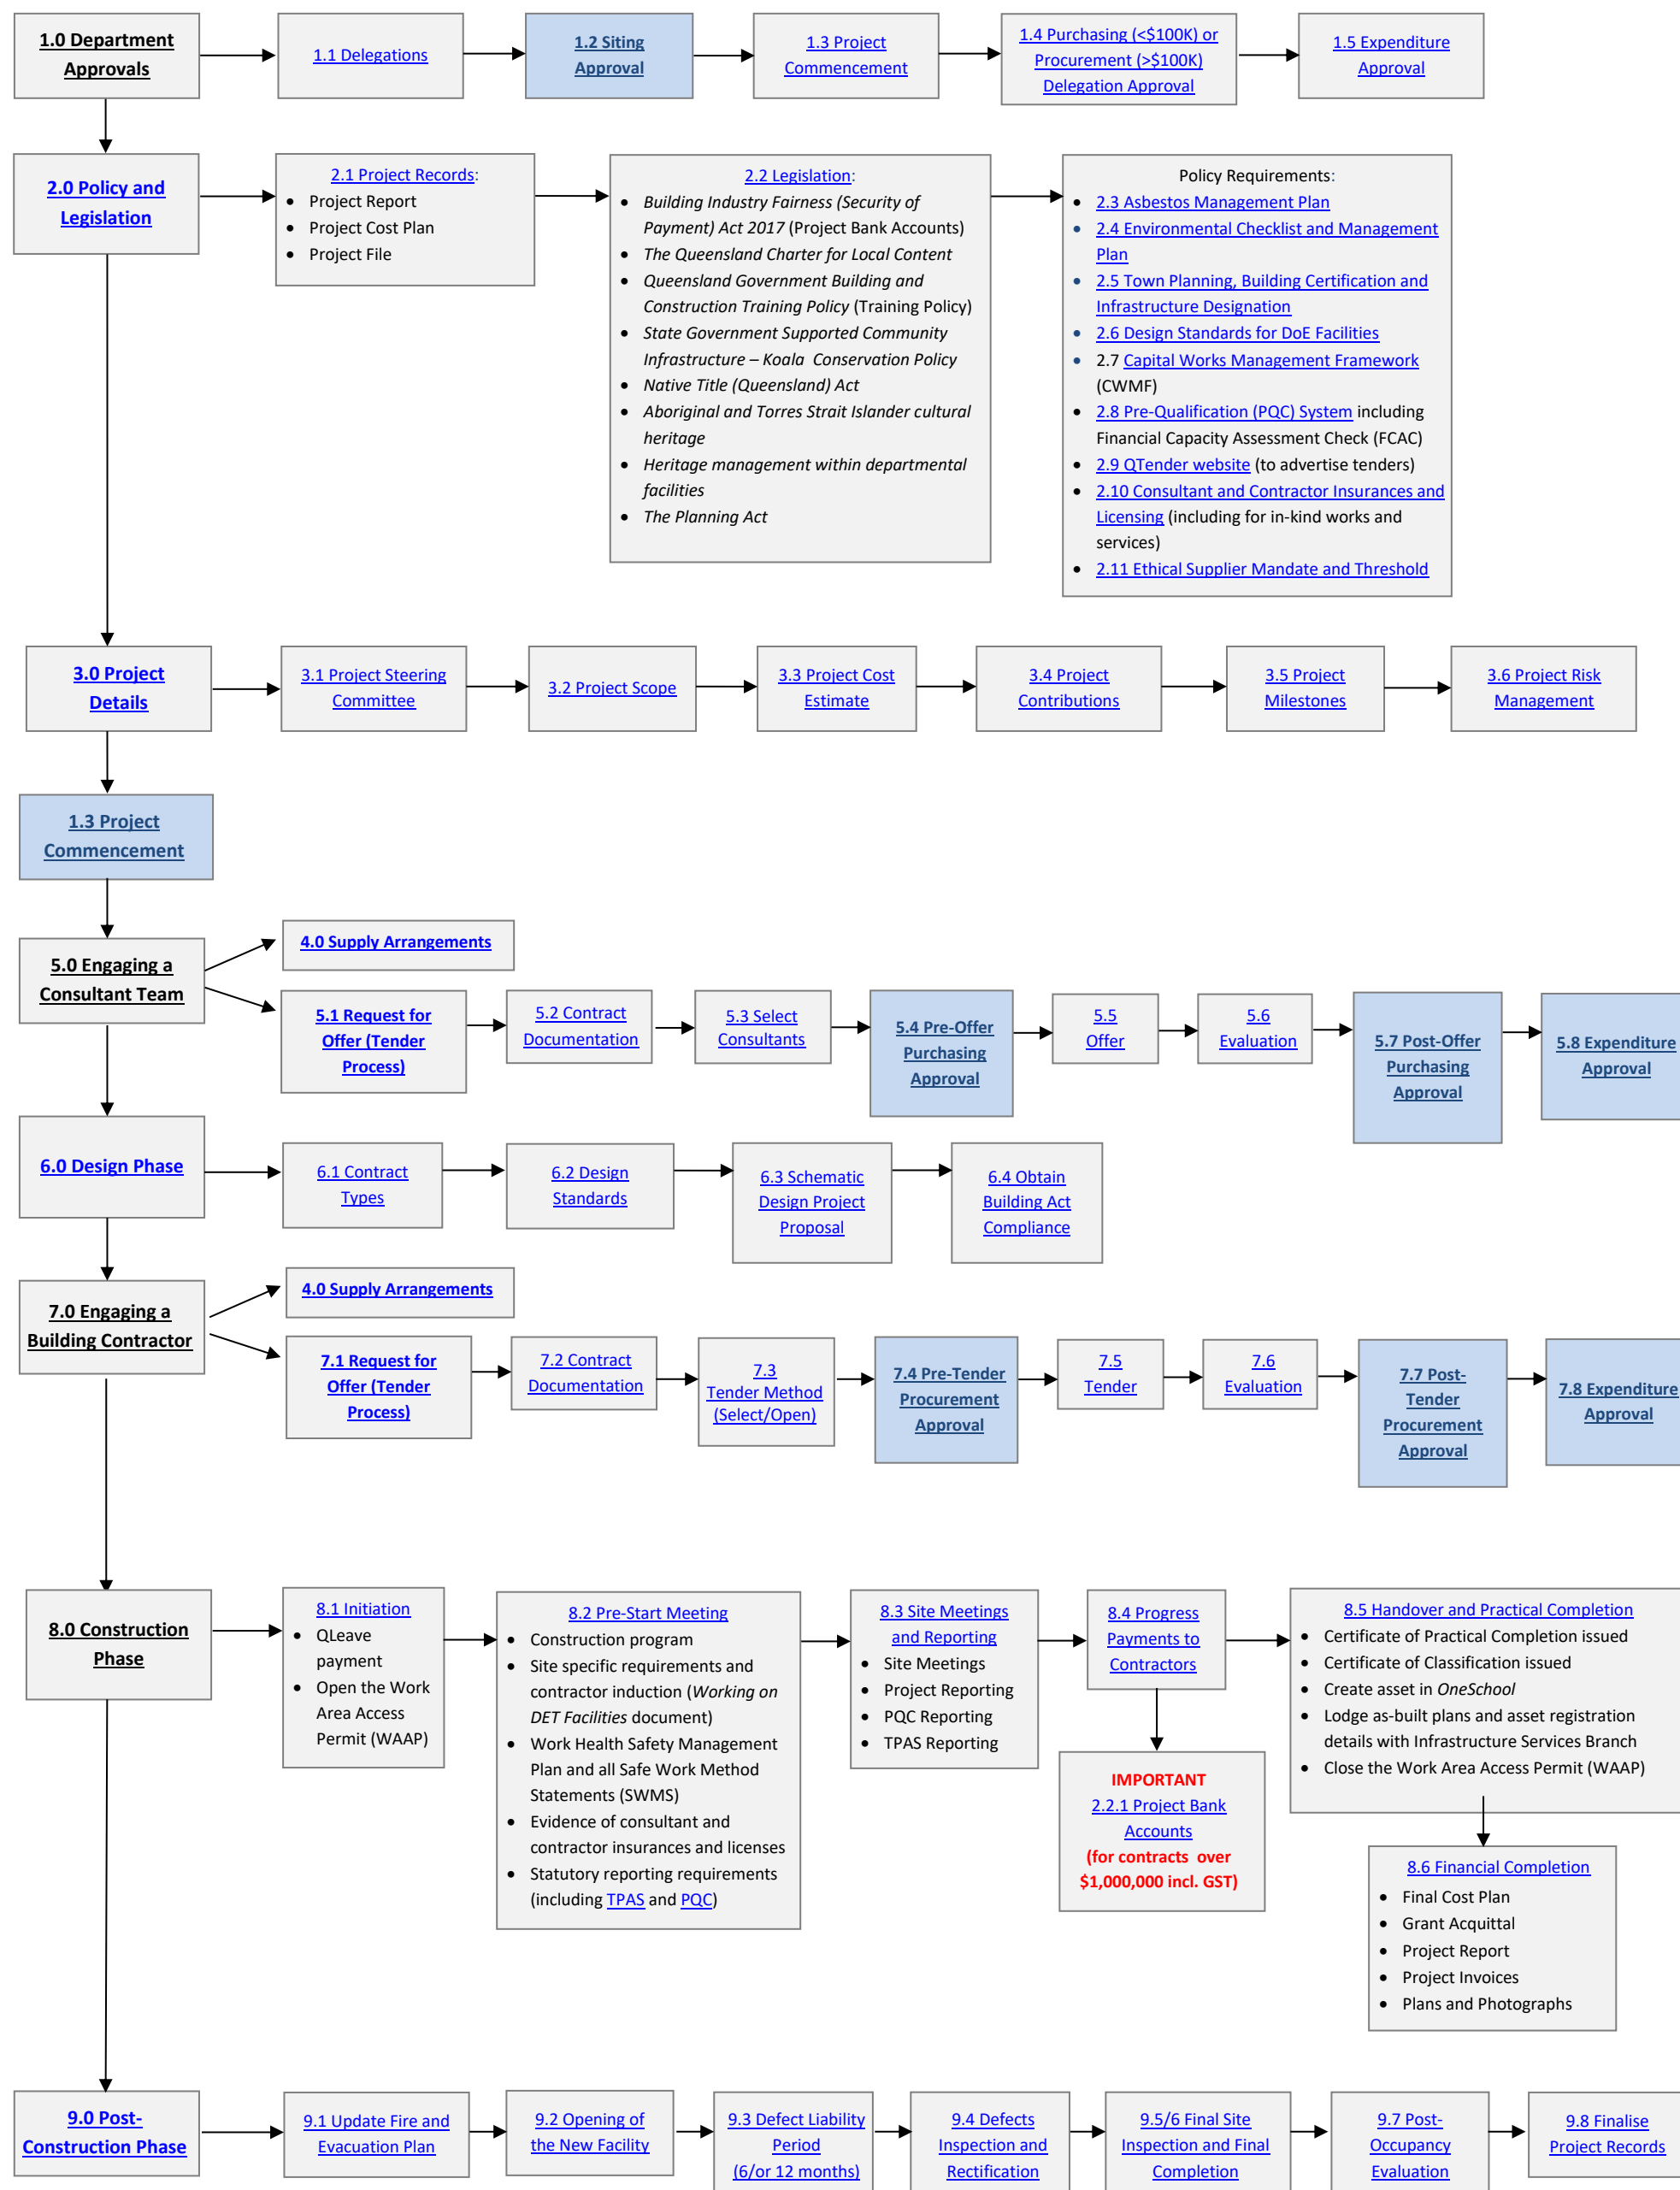 1.0 Department
Approvals
1.1 Delegations
1.2 Siting
Approval
1.3 Project
Commencement
1.4 Purchasing (<$100K) or
Procurement (>$100K)
Delegation Approval
1.5 Expenditure
Approval
2.0 Policy and
Legislation
2.1 Project Records:
• Project Report
• Project Cost Plan
• Project File
2.2 Legislation:
• Building Industry Fairness (Security of
Payment) Act 2017 (Project Bank Accounts)
• The Queensland Charter for Local Content
• Queensland Government Building and
Construction Training Policy (Training Policy)
• State Government Supported Community
Infrastructure – Koala Conservation Policy
• Native Title (Queensland) Act
• Aboriginal and Torres Strait Islander cultural
heritage
• Heritage management within departmental
facilities
• The Planning Act
Policy Requirements:
• 2.3 Asbestos Management Plan
• 2.4 Environmental Checklist and Management
Plan
• 2.5 Town Planning, Building Certification and
Infrastructure Designation
• 2.6 Design Standards for DoE Facilities
• 2.7 Capital Works Management Framework
(CWMF)
• 2.8 Pre-Qualification (PQC) System including
Financial Capacity Assessment Check (FCAC)
• 2.9 QTender website (to advertise tenders)
• 2.10 Consultant and Contractor Insurances and
Licensing (including for in-kind works and
services)
• 2.11 Ethical Supplier Mandate and Threshold
3.0 Project
Details
3.1 Project Steering
Committee
3.2 Project Scope
3.3 Project Cost
Estimate
3.4 Project
Contributions
3.5 Project
Milestones
3.6 Project Risk
Management
1.3 Project
Commencement
5.0 Engaging a
Consultant Team
4.0 Supply Arrangements
5.1 Request for
Offer (Tender
Process)
5.2 Contract
Documentation
5.3 Select
Consultants
5.4 Pre-Offer
Purchasing
Approval
5.5
Offer
5.6
Evaluation
5.7 Post-Offer
Purchasing
Approval
5.8 Expenditure
Approval
6.0 Design Phase
6.1 Contract
Types
6.2 Design
Standards
6.3 Schematic
Design Project
Proposal
6.4 Obtain
Building Act
Compliance
7.0 Engaging a
Building Contractor
4.0 Supply Arrangements
7.1 Request for
Offer (Tender
Process)
7.2 Contract
Documentation
7.3
Tender Method
(Select/Open)
7.4 Pre-Tender
Procurement
Approval
7.5
Tender
7.6
Evaluation
7.7 Post-
Tender
Procurement
Approval
7.8 Expenditure
Approval
8.0 Construction
Phase
8.1 Initiation
• QLeave
payment
• Open the Work
Area Access
Permit (WAAP)
8.2 Pre-Start Meeting
• Construction program
• Site specific requirements and
contractor induction (Working on
DET Facilities document)
• Work Health Safety Management
Plan and all Safe Work Method
Statements (SWMS)
• Evidence of consultant and
contractor insurances and licenses
• Statutory reporting requirements
(including TPAS and PQC)
8.3 Site Meetings
and Reporting
• Site Meetings
• Project Reporting
• PQC Reporting
• TPAS Reporting
8.4 Progress
Payments to
Contractors
IMPORTANT
2.2.1 Project Bank
Accounts
(for contracts over
$1,000,000 incl. GST)
8.5 Handover and Practical Completion
• Certificate of Practical Completion issued
• Certificate of Classification issued
• Create asset in OneSchool
• Lodge as-built plans and asset registration
details with Infrastructure Services Branch
• Close the Work Area Access Permit (WAAP)
8.6 Financial Completion
• Final Cost Plan
• Grant Acquittal
• Project Report
• Project Invoices
• Plans and Photographs
9.0 Post-
Construction Phase
9.1 Update Fire and
Evacuation Plan
9.2 Opening of
the New Facility
9.3 Defect Liability
Period
(6/or 12 months)
9.4 Defects
Inspection and
Rectification
9.5/6 Final Site
Inspection and Final
Completion
9.7 Post-
Occupancy
Evaluation
9.8 Finalise
Project Records